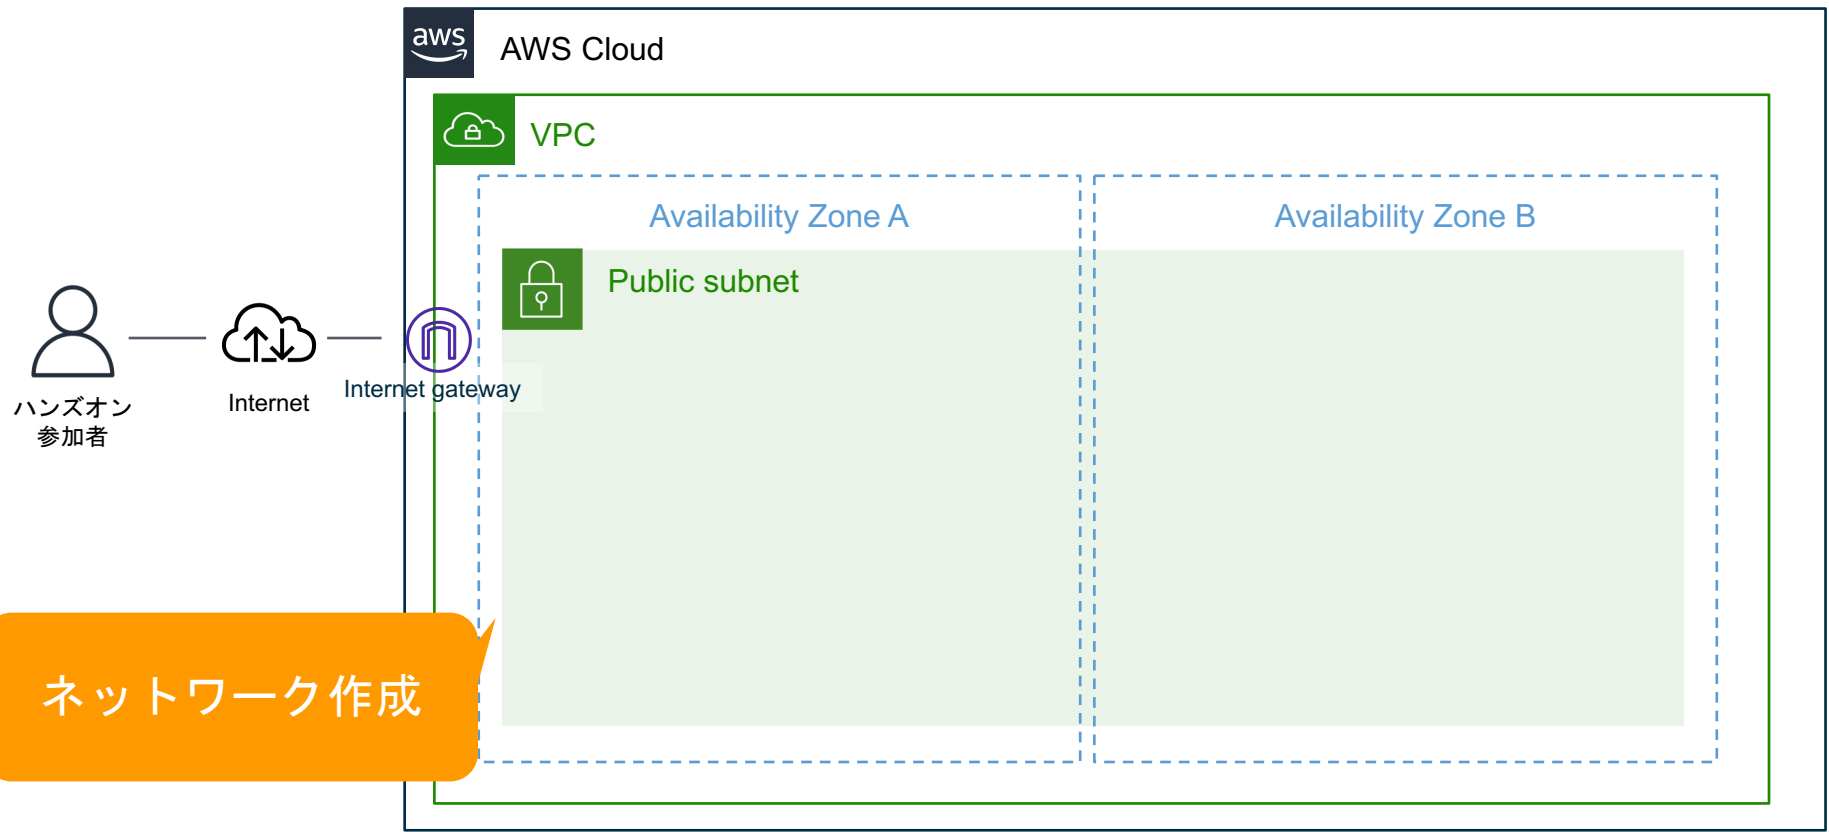 aws
AWS Cloud
VPC
Availability Zone A
Availability Zone B
Public subnet
Internet gateway
Internet
ハンズオン
参加者
ネットワーク作成